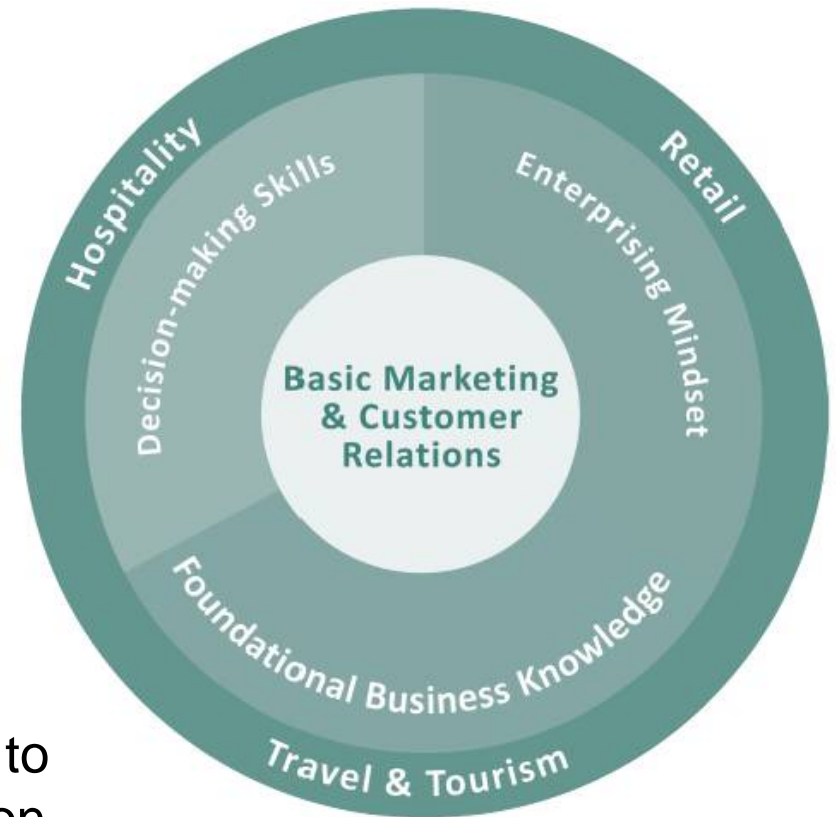 Hospitality
Retail
Decision-making Skills
Enterprising Mindset
Basic Marketing
& Customer
Relations
Foundational Business Knowledge
Travel & Tourism
to